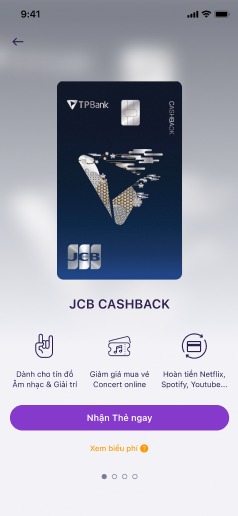 9:41
TPBank
CASHBACK
JCB
JCB CASHBACK
Dành cho tín đồ
Âm nhạc & Giải trí
Giảm giá mua vé
Concert online
Hoàn tiền Netflix,
Spotify, Youtube...
Nhận Thẻ ngay
Xem biểu phí ?